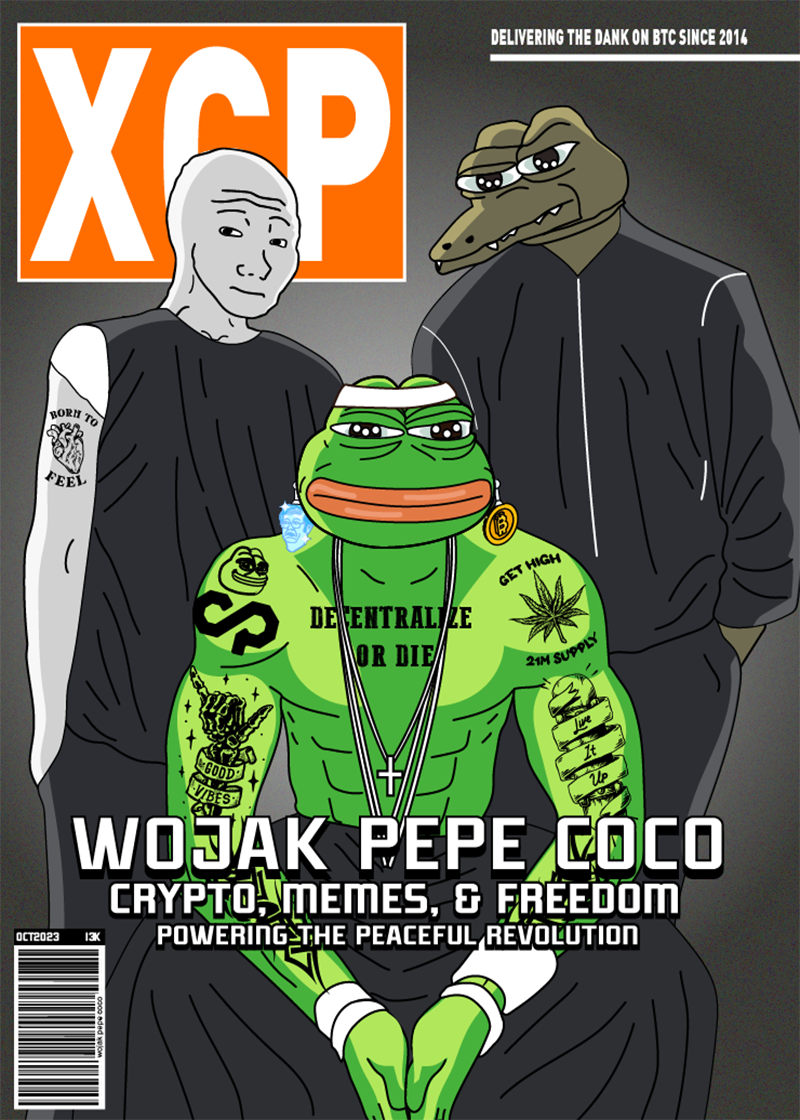 DELIVERING THE DANK ON BTC SINCE 2014
XCP
BORN TO
FEEL
GET HIGH
21M SUPPLY
DECENTRALIZE
OR DIE
GOOD
VIBES
Live
It
Up
WOJAK PEPE COCO
CRYPTO, MEMES, & FREEDOM
POWERING THE PEACEFUL REVOLUTION
OCT2023 13K
wojak pepe coco